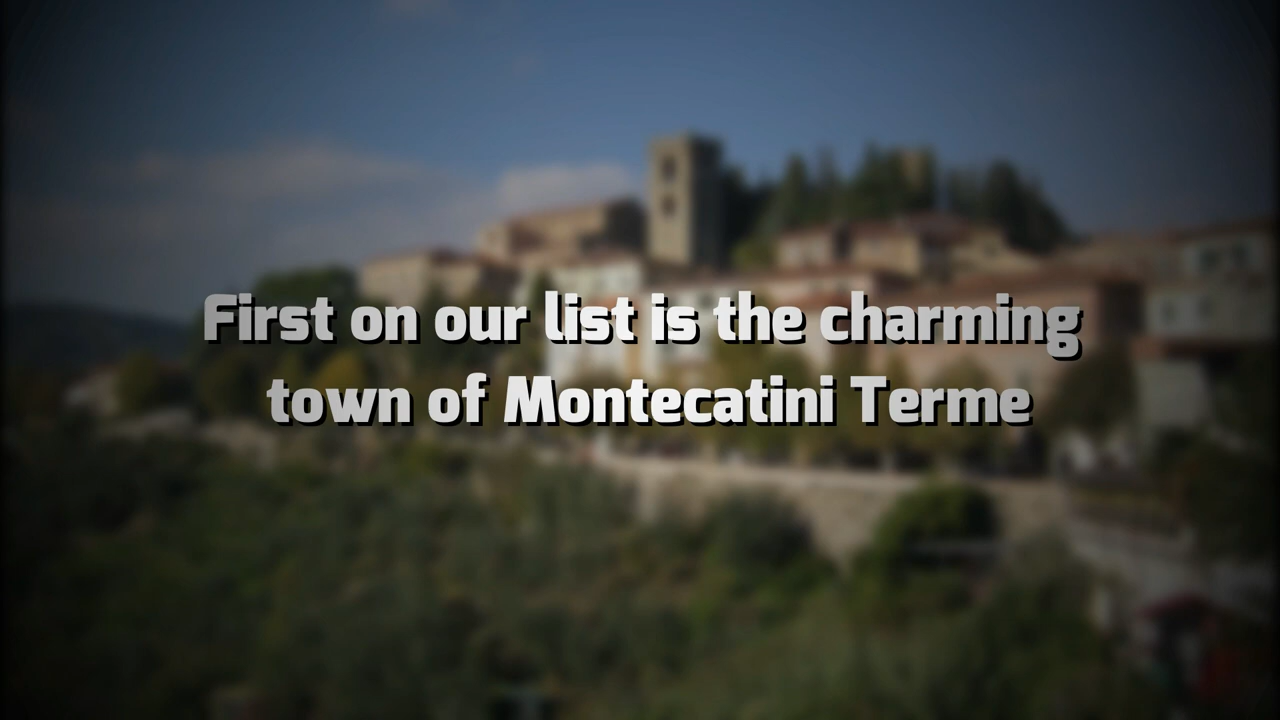 First on our list is the charming
town of Montecatini Terme